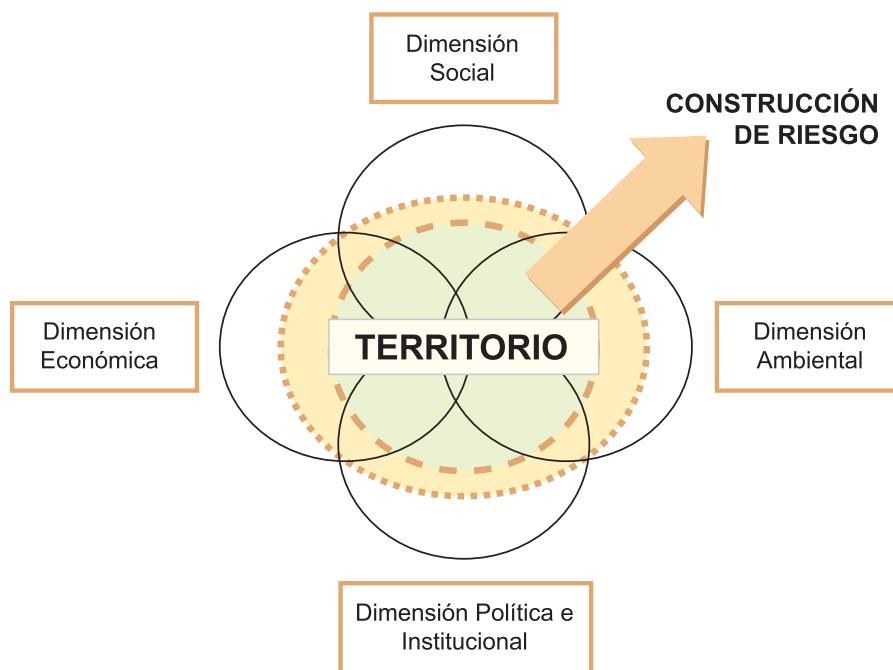 Dimensión
Social
CONSTRUCCIÓN
DE RIESGO
Dimensión
Económica
TERRITORIO
Dimensión
Ambiental
Dimensión Política e
Institucional